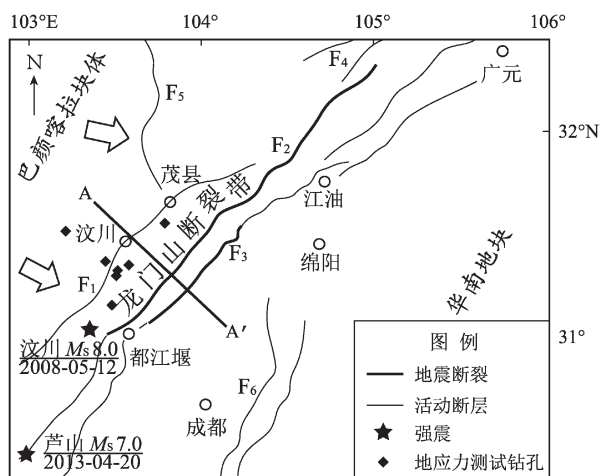 103°E 104° 105° 106°
N
巴颜喀拉块体
F5
F4
广元
32°N
F2
茂县
A
龙门山断裂带
江油
汶川
F3
绵阳
华南地块
F1
A′
31°
汶川 Ms 8.0
2008-05-12
都江堰
F6
成都
芦山 Ms 7.0
2013-04-20
图 例
地震断裂
活动断层
强震
地应力测试钻孔